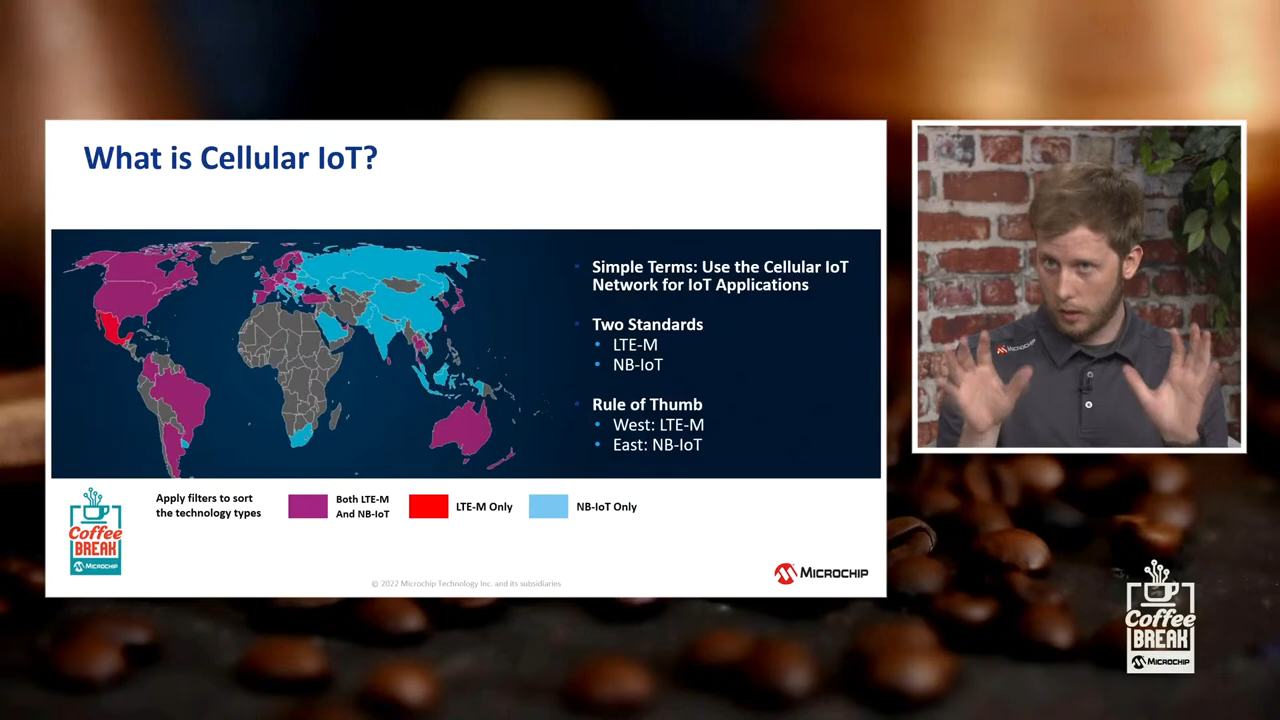 What is Cellular IoT?
Simple Terms: Use the Cellular IoT
Network for IoT Applications
Two Standards
LTE-M
NB-IoT
Rule of Thumb
West: LTE-M
East: NB-IoT
Apply filters to sort
the technology types
Both LTE-M
And NB-IoT
LTE-M Only
NB-IoT Only
Coffee
BREAK
MICROCHIP
© 2022 Microchip Technology Inc. and its subsidiaries
MICROCHIP
MICROCHIP
Coffee
BREAK
MICROCHIP